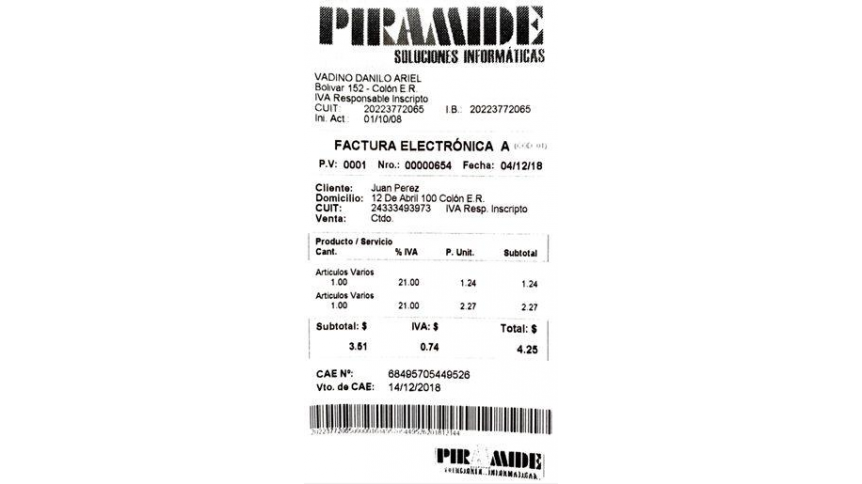 PIRAMIDE
SOLUCIONES INFORMÁTICAS
VADINO DANILO ARIEL
Bolivar 152 - Colón E.R.
IVA Responsable Inscripto
CUIT: 20223772065 I.B.: 20223772065
Ini. Act.: 01/10/08
FACTURA ELECTRÓNICA A
P.V: 0001 Nro.: 00000654 Fecha: 04/12/18
Cliente: Juan Perez
Domicilio: 12 De Abril 100 Colón E.R.
CUIT: 24333493973 IVA Resp. Inscripto
Venta: Ctdo.
Producto / Servicio
Cant. % IVA P. Unit. Subtotal
Articulos Varios
1.00 21.00 1.24 1.24
Articulos Varios
1.00 21.00 2.27 2.27
Subtotal: $ IVA: $ Total: $
3.51 0.74 4.25
CAE Nº: 68495705449526
Vto. de CAE: 14/12/2018
PIRAMIDE
SOLUCIONES INFORMATICAS